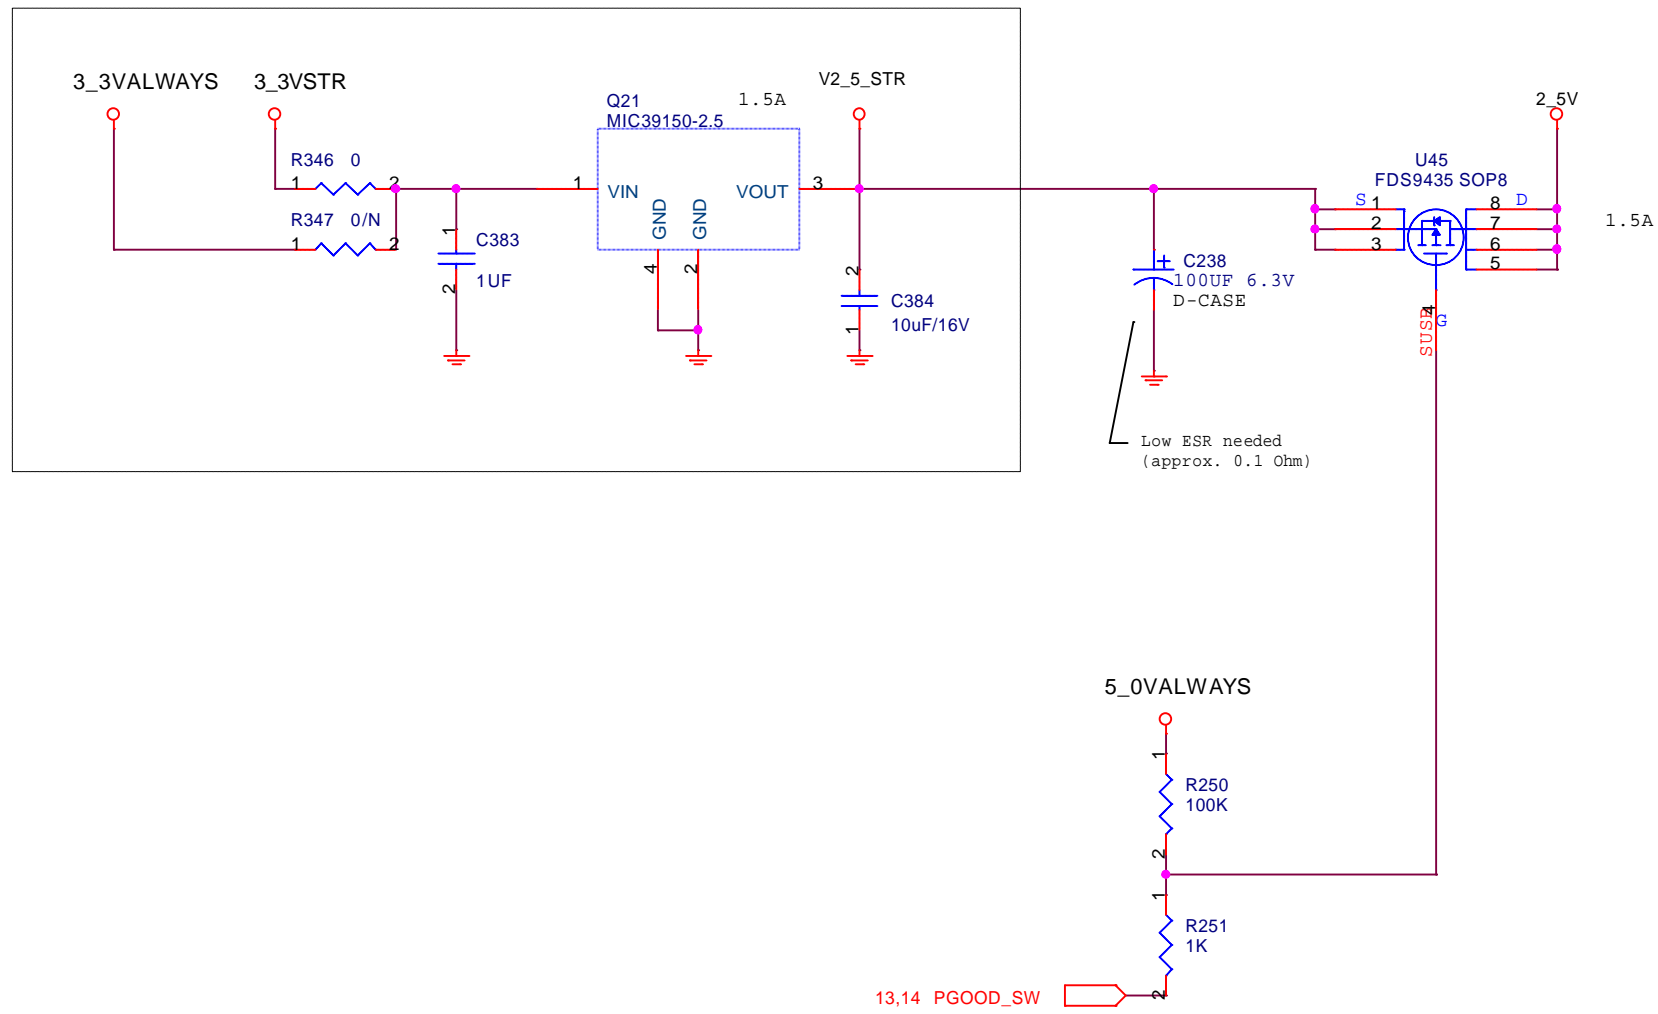 3_3VALWAYS
3_3VSTR
V2_5_STR
2_5V
Q21
1.5A
MIC39150-2.5
R346 0
1
2
R347 0/N
1
2
1
VIN
VOUT
3
GND
GND
4
2
1
C383
1UF
2
2
C384
10uF/16V
1
+
C238
100UF 6.3V
D-CASE
Low ESR needed
(approx. 0.1 Ohm)
U45
FDS9435 SOP8
S
1
2
3
8
D
7
6
5
1.5A
4
G
5_0VALWAYS
1
R250
100K
2
1
R251
1K
2
13,14 PGOOD_SW